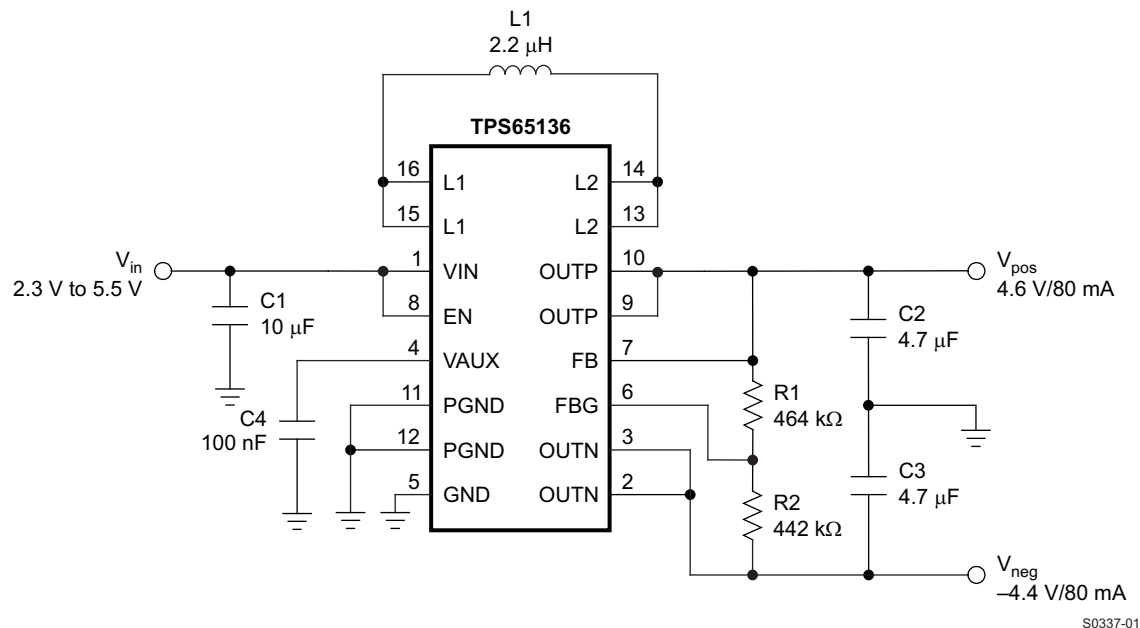 L1
2.2 μH
TPS65136
16
L1
L2
14
15
L1
L2
13
Vin
2.3 V to 5.5 V
1
VIN
OUTP
10
Vpos
4.6 V/80 mA
8
EN
OUTP
9
C1
10 μF
C2
4.7 μF
4
VAUX
FB
7
11
PGND
FBG
6
R1
464 kΩ
C4
100 nF
12
PGND
OUTN
3
5
GND
OUTN
2
C3
4.7 μF
R2
442 kΩ
Vneg
–4.4 V/80 mA
S0337-01